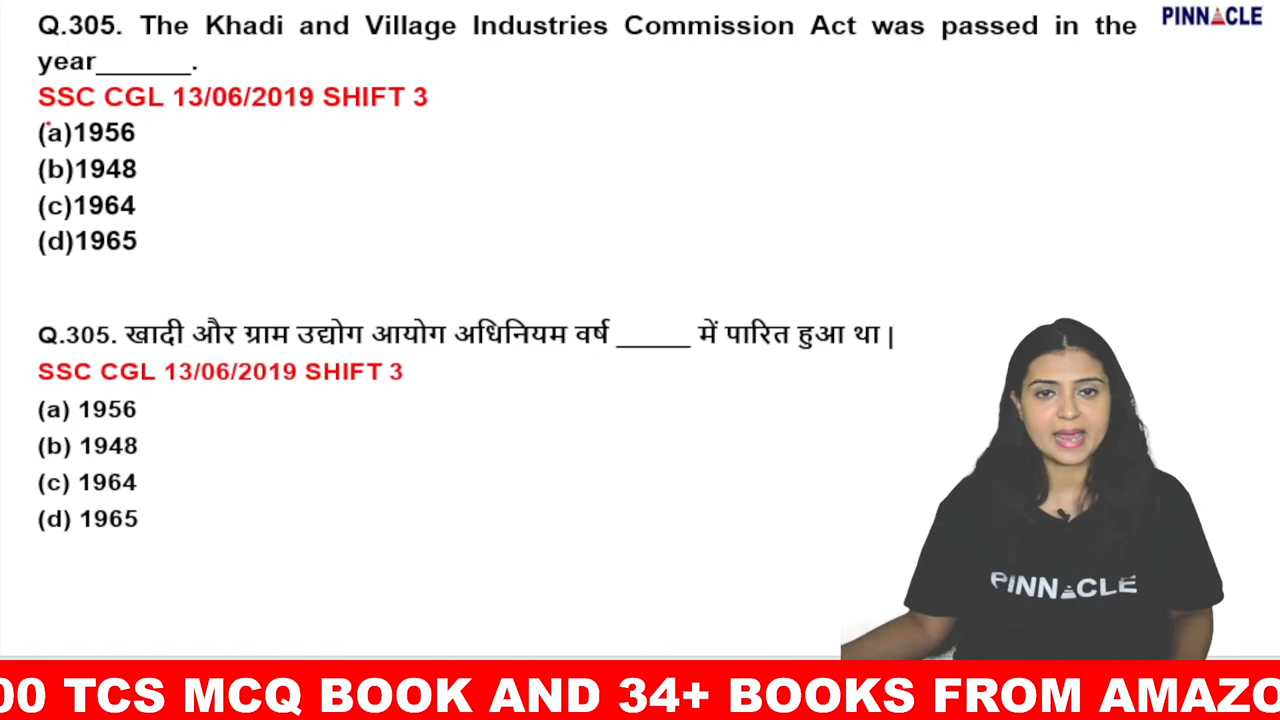 Q.305. The Khadi and Village Industries Commission Act was passed in the
PINNACLE
year______.
SSC CGL 13/06/2019 SHIFT 3
(a)1956
(b)1948
(c)1964
(d)1965
Q.305. खादी और ग्राम उद्योग आयोग अधिनियम वर्ष _____ में पारित हुआ था |
SSC CGL 13/06/2019 SHIFT 3
(a) 1956
(b) 1948
(c) 1964
(d) 1965
PINNACLE
00 TCS MCQ BOOK AND 34+ BOOKS FROM AMAZO